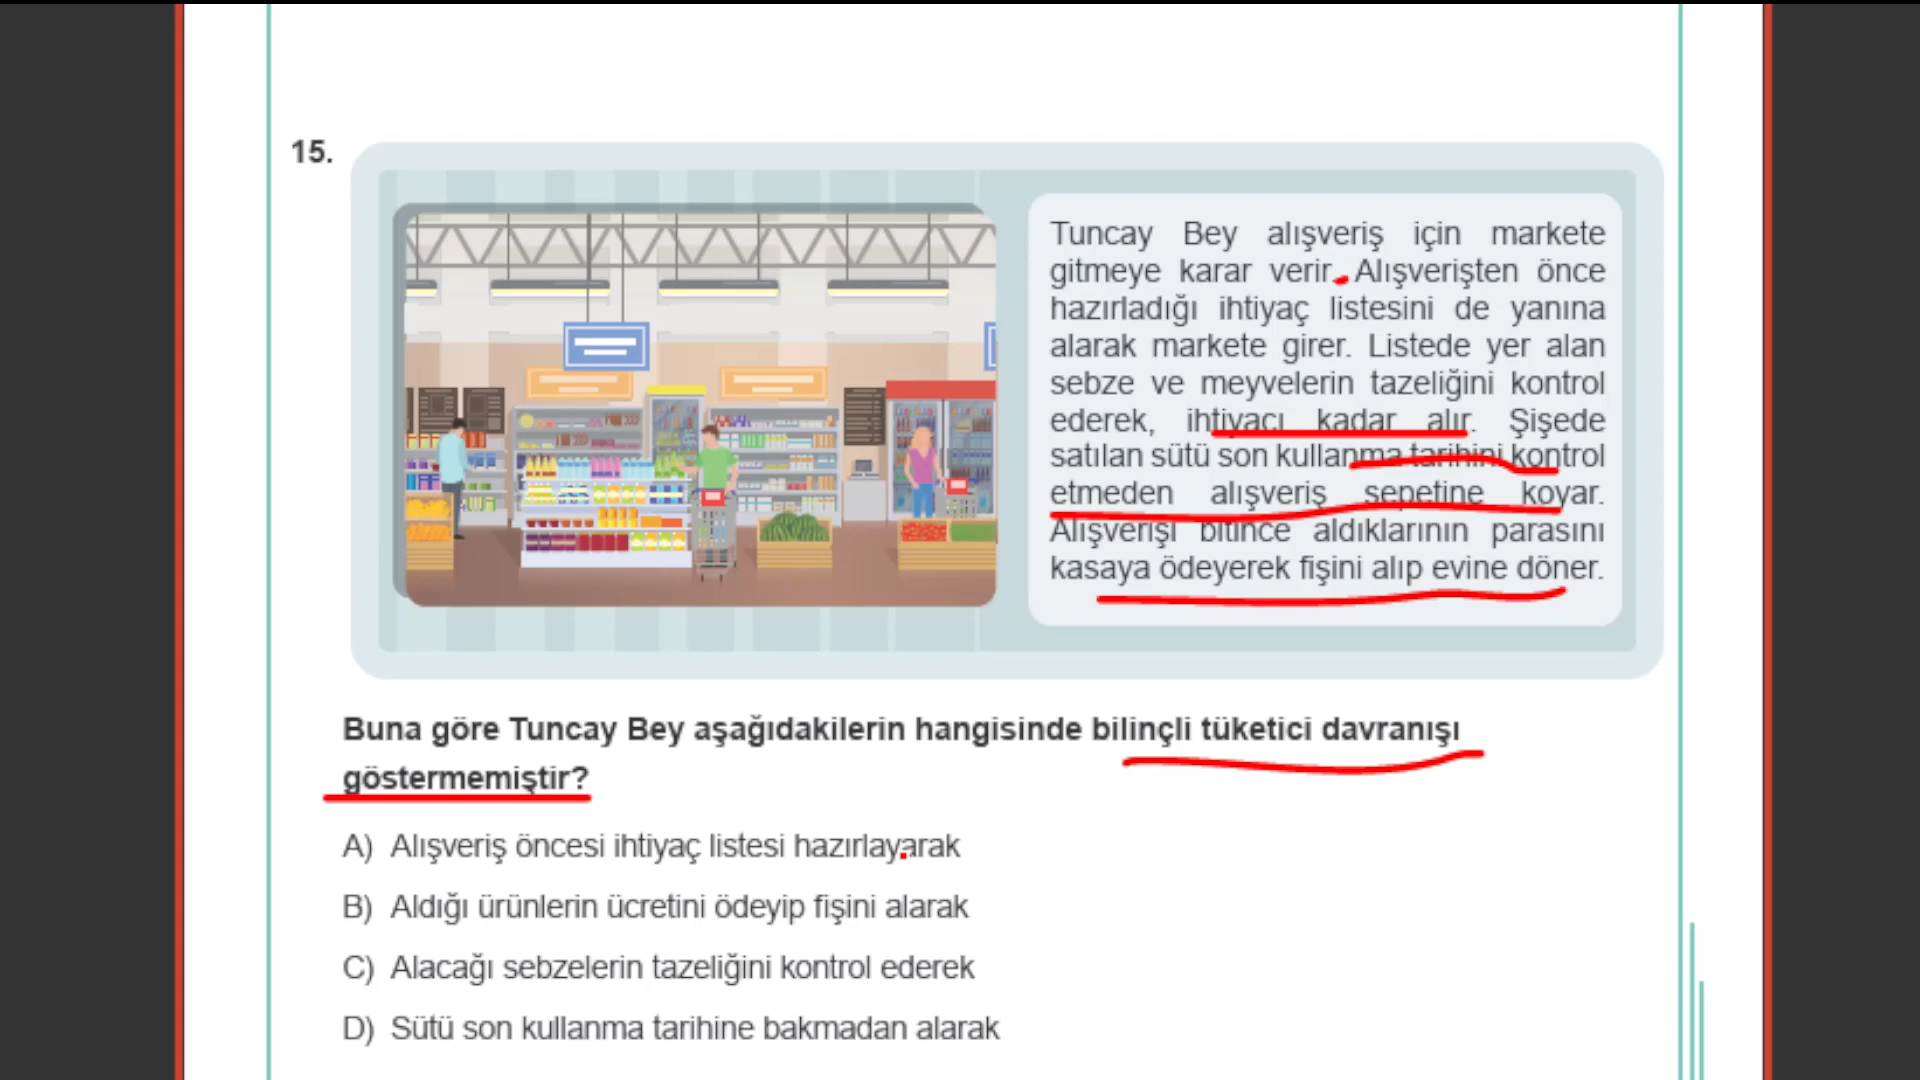 15.
Tuncay Bey alışveriş için markete
gitmeye karar verir. Alışverişten önce
hazırladığı ihtiyaç listesini de yanına
alarak markete girer. Listede yer alan
sebze ve meyvelerin tazeliğini kontrol
ederek, ihtiyacı kadar alır. Şişede
satılan sütü son kullanma tarihini kontrol
etmeden alışveriş sepetine koyar.
Alışverişi bitince aldıklarının parasını
kasaya ödeyerek fişini alıp evine döner.
Buna göre Tuncay Bey aşağıdakilerin hangisinde bilinçli tüketici davranışı
göstermemiştir?
A) Alışveriş öncesi ihtiyaç listesi hazırlayarak
B) Aldığı ürünlerin ücretini ödeyip fişini alarak
C) Alacağı sebzelerin tazeliğini kontrol ederek
D) Sütü son kullanma tarihine bakmadan alarak